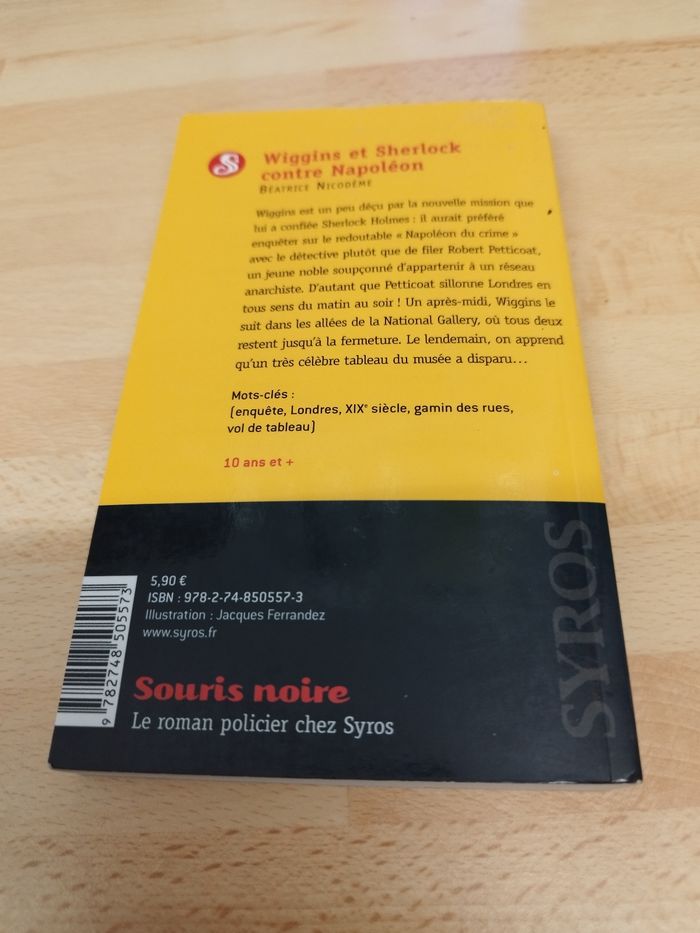 Wiggins et Sherlock
contre Napoléon
BÉATRICE NICODÈME
Wiggins est un peu déçu par la nouvelle mission que
lui a confiée Sherlock Holmes : il aurait préféré
enquêter sur le redoutable « Napoléon du crime »
avec le détective plutôt que de filer Robert Petticoat,
un jeune noble soupçonné d'appartenir à un réseau
anarchiste. D'autant que Petticoat sillonne Londres en
tous sens du matin au soir ! Un après-midi, Wiggins le
suit dans les allées de la National Gallery, où tous deux
restent jusqu'à la fermeture. Le lendemain, on apprend
qu'un très célèbre tableau du musée a disparu...
Mots-clés :
(enquête, Londres, XIXe siècle, gamin des rues,
vol de tableau)
10 ans et +
5,90 €
ISBN : 978-2-74-850557-3
Illustration : Jacques Ferrandez
www.syros.fr
9 782748 505573
Souris noire
Le roman policier chez Syros
SYROS